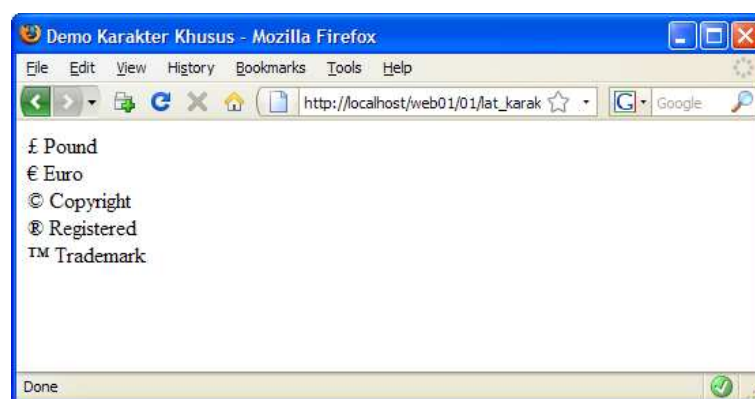 Demo Karakter Khusus - Mozilla Firefox
File Edit View History Bookmarks Tools Help
http://localhost/web01/01/lat_karak G Google
£ Pound
€ Euro
© Copyright
® Registered
™ Trademark
Done